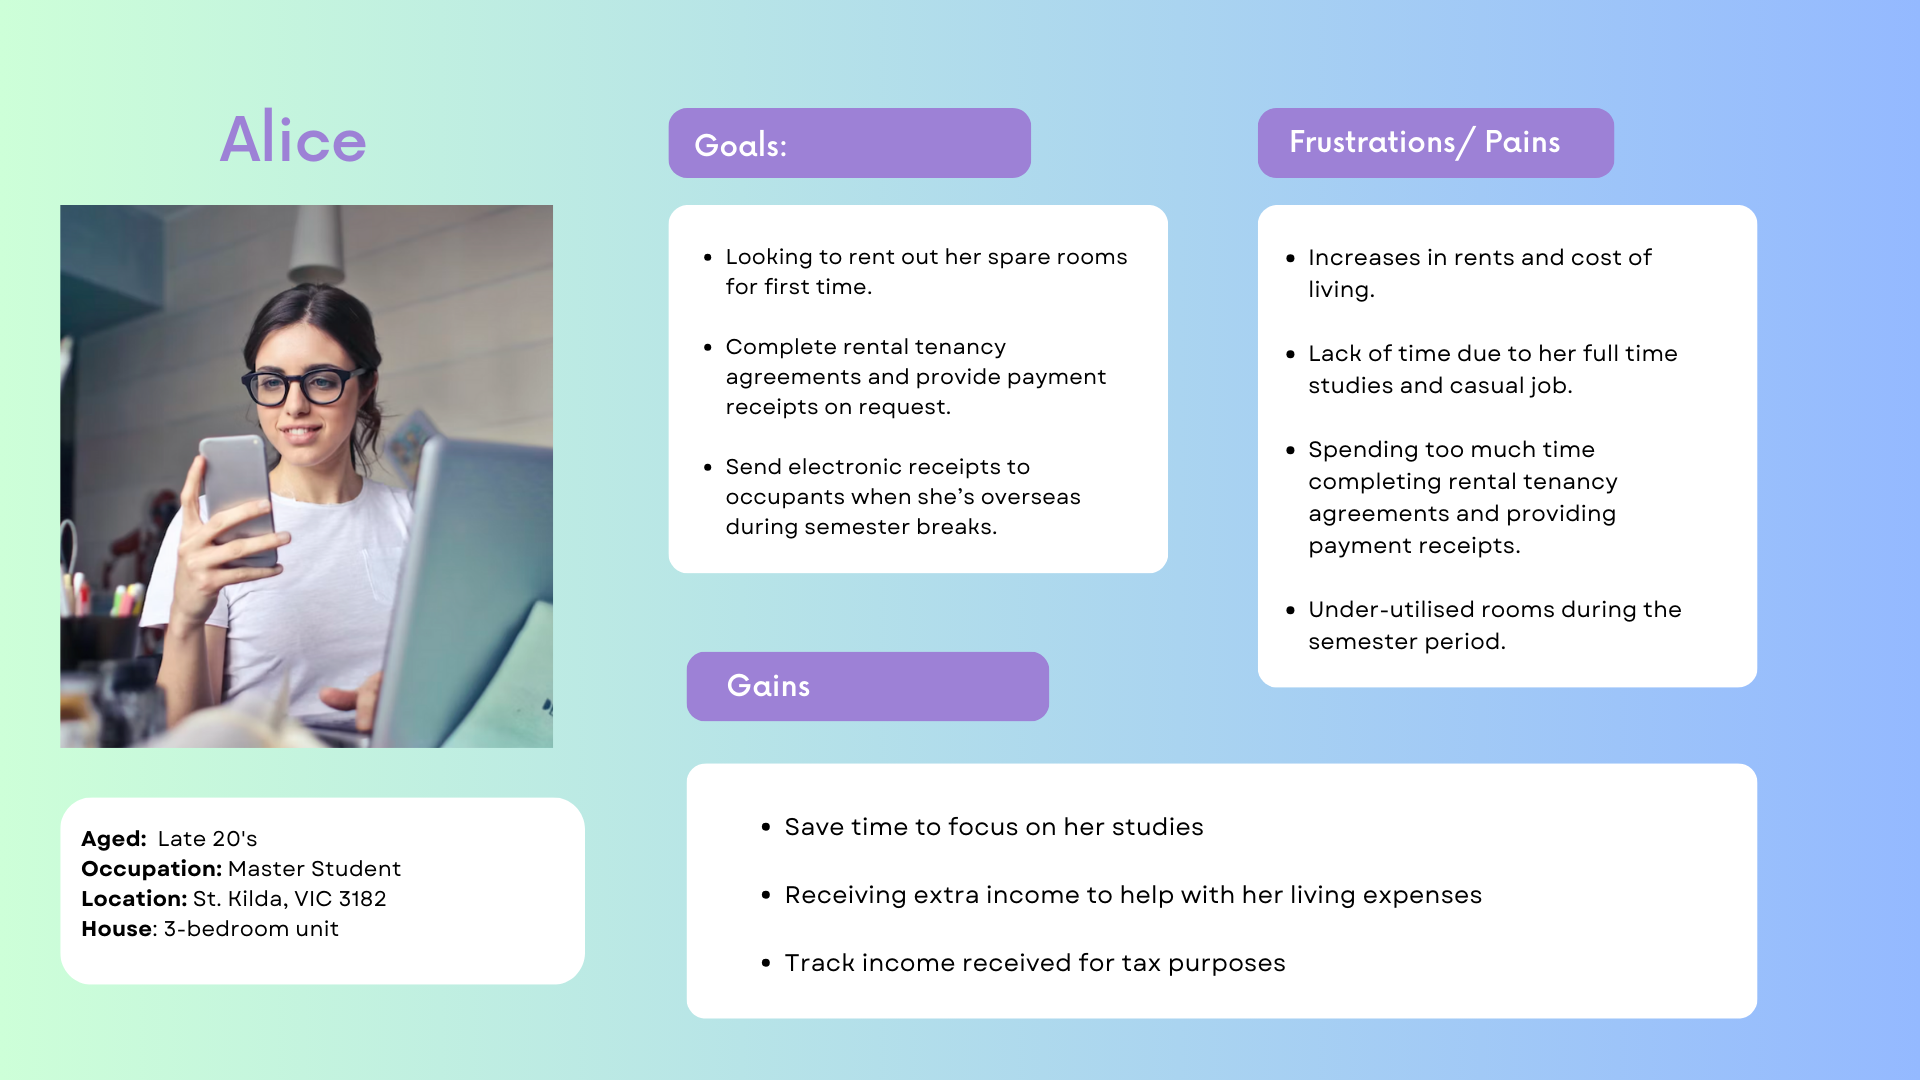 Alice
Aged: Late 20's
Occupation: Master Student
Location: St. Kilda, VIC 3182
House: 3-bedroom unit
Goals:
• Looking to rent out her spare rooms
for first time.
• Complete rental tenancy
agreements and provide payment
receipts on request.
• Send electronic receipts to
occupants when she’s overseas
during semester breaks.
Frustrations/ Pains
• Increases in rents and cost of
living.
• Lack of time due to her full time
studies and casual job.
• Spending too much time
completing rental tenancy
agreements and providing
payment receipts.
• Under-utilised rooms during the
semester period.
Gains
• Save time to focus on her studies
• Receiving extra income to help with her living expenses
• Track income received for tax purposes